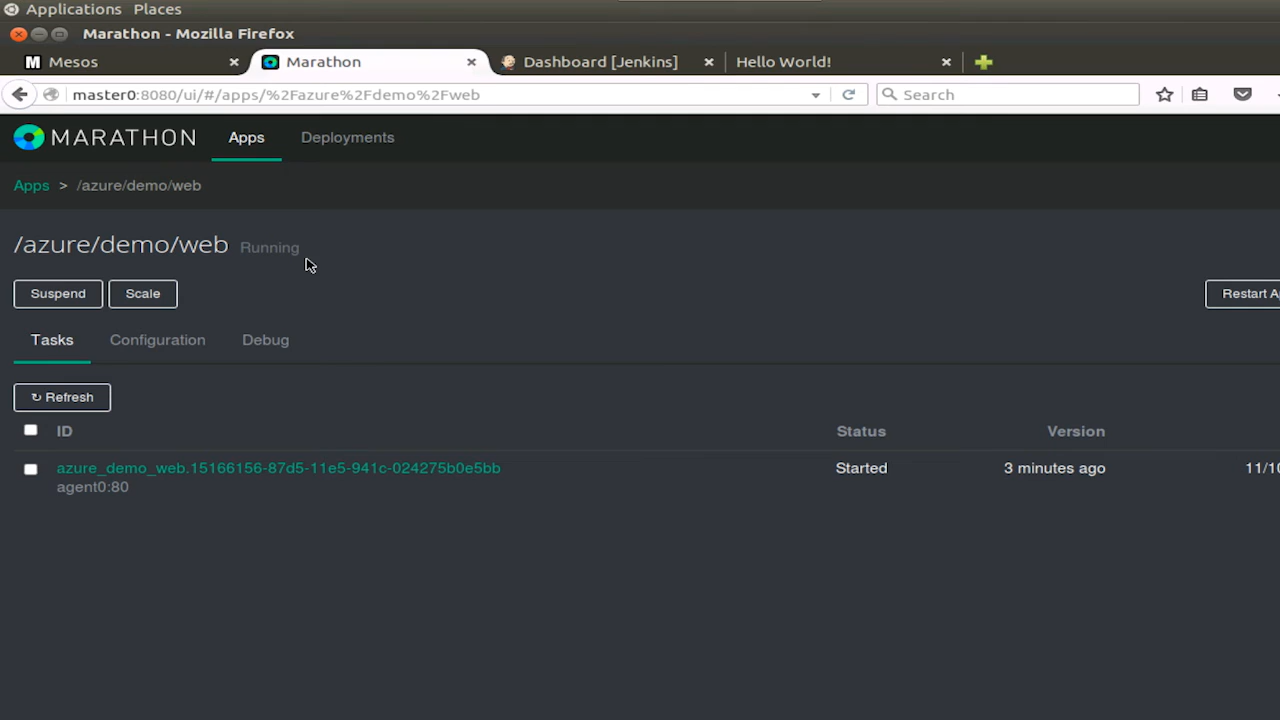 Applications Places
Marathon - Mozilla Firefox
M Mesos Marathon Dashboard [Jenkins] Hello World!
master0:8080/ui/#/apps/%2Fazure%2Fdemo%2Fweb Search
MARATHON Apps Deployments
Apps > /azure/demo/web
/azure/demo/web Running
Suspend Scale Restart Ap
Tasks Configuration Debug
↻ Refresh
ID Status Version
azure_demo_web.15166156-87d5-11e5-941c-024275b0e5bb Started 3 minutes ago 11/10
agent0:80